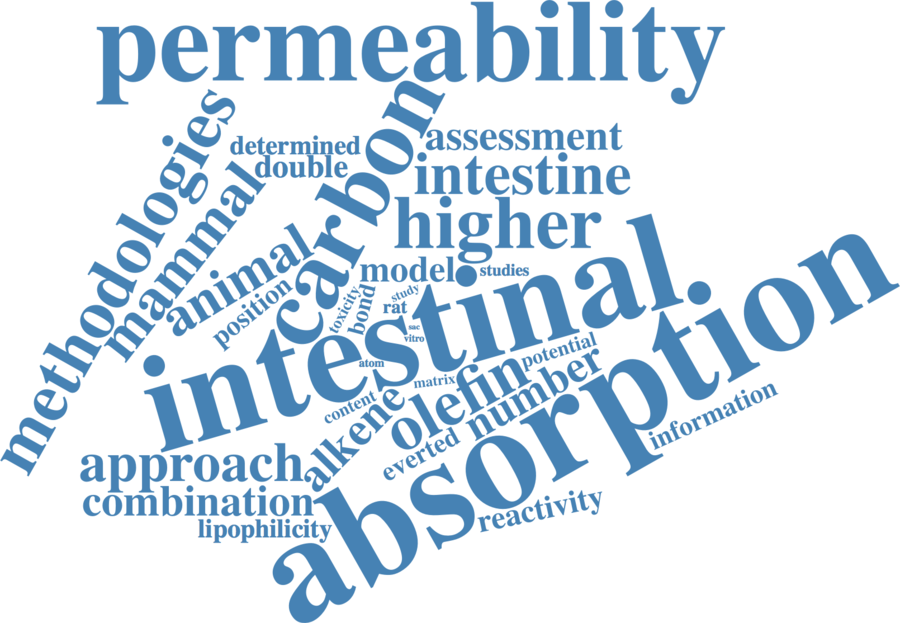 permeability
methodologies
determined
double
mammal
carbon
assessment
intestine
higher
animal
position
model
studies
toxicity
bond
study
rat
sac
vitro
intestinal
absorption
atom
matrix
potential
content
alkene
olefin
number
everted
information
approach
combination
lipophilicity
reactivity